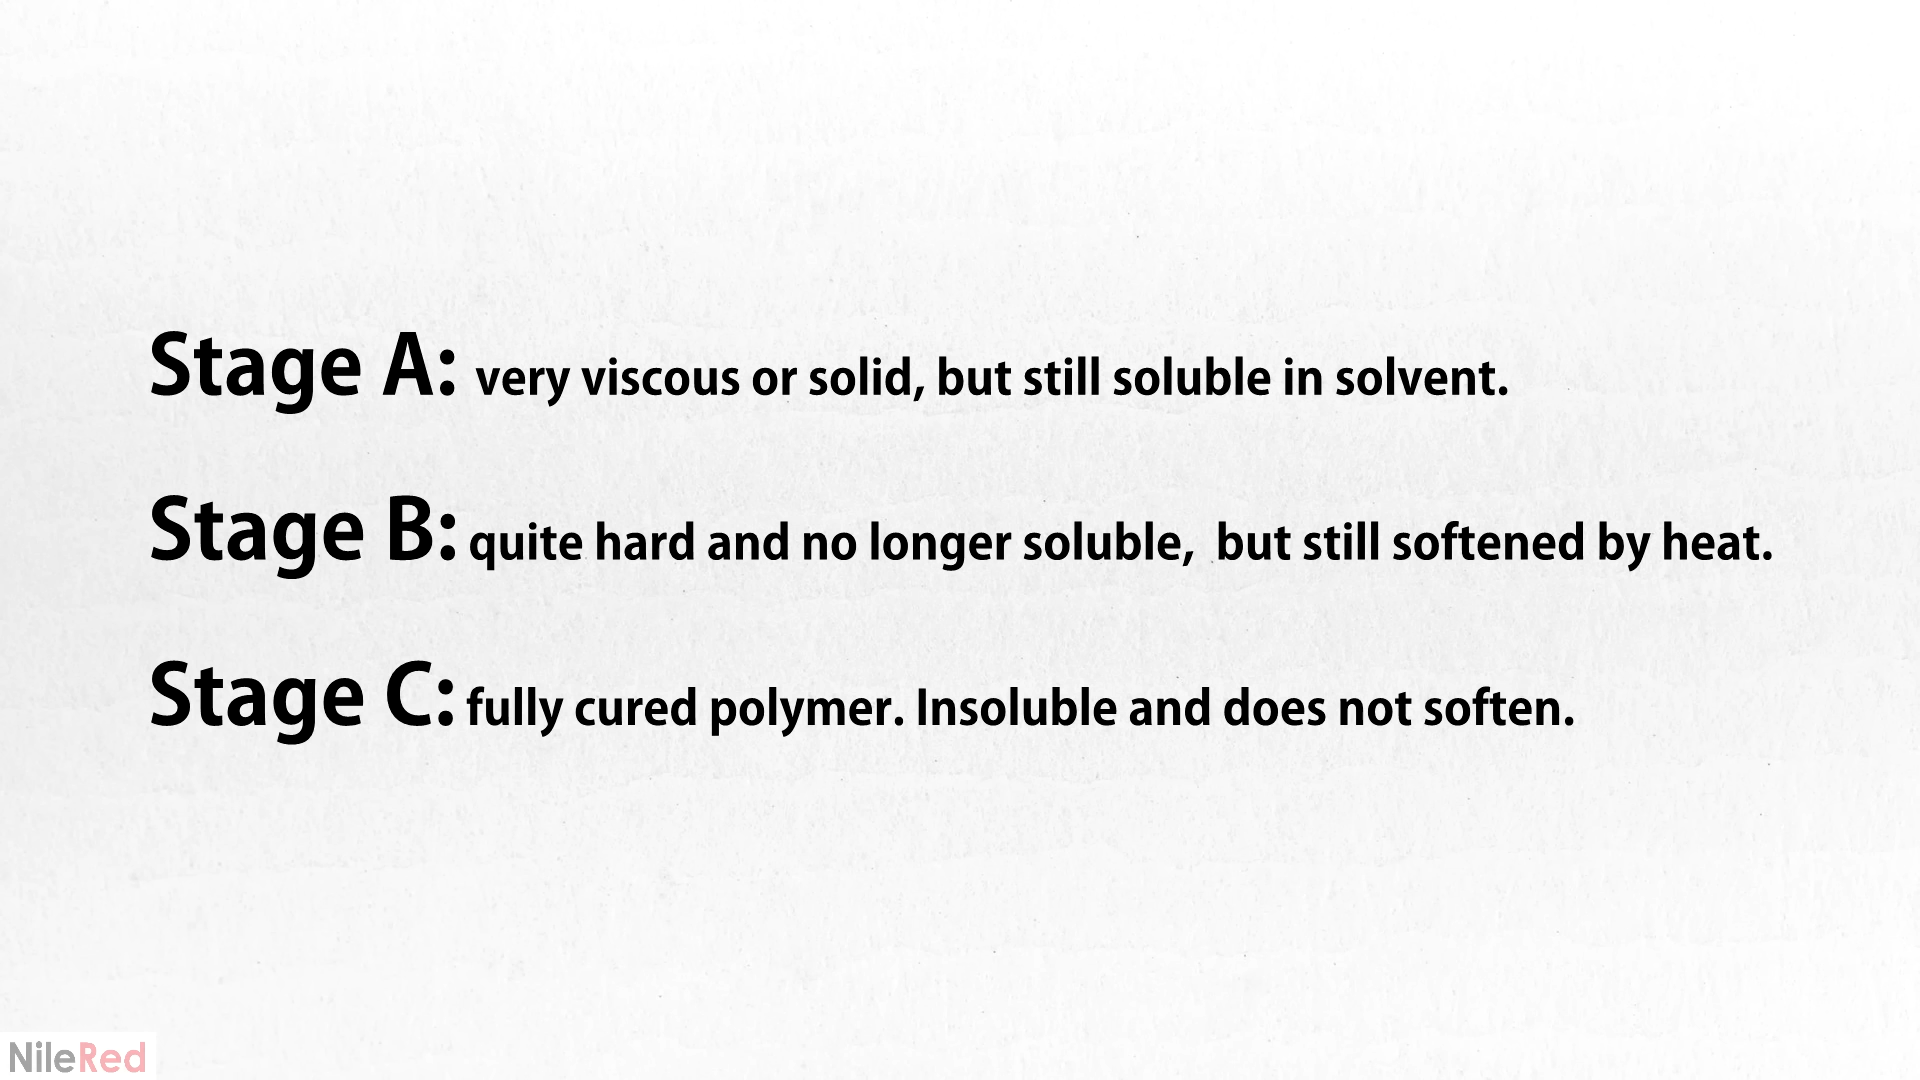 Stage A: very viscous or solid, but still soluble in solvent.
Stage B: quite hard and no longer soluble, but still softened by heat.
Stage C: fully cured polymer. Insoluble and does not soften.
NileRed